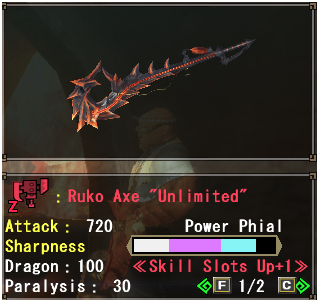 Z : Ruko Axe "Unlimited"
Attack : 720 Power Phial
Sharpness
Dragon : 100 ≪Skill Slots Up+1≫
Paralysis : 30 F 1/2 C